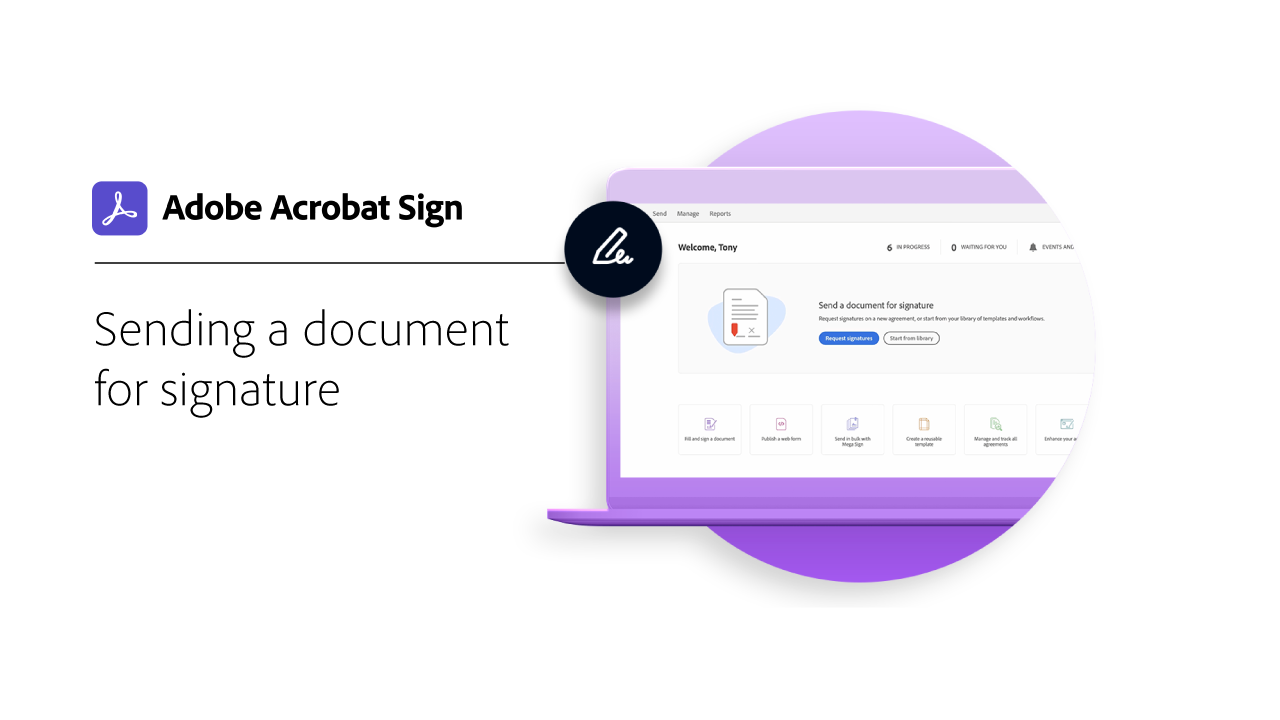 Adobe Acrobat Sign
Sending a document
for signature
Send Manage Reports
Welcome, Tony
6 IN PROGRESS 0 WAITING FOR YOU EVENTS AND
Send a document for signature
Request signatures on a new agreement, or start from your library of templates and workflows.
Request signatures Start from library
Fill and sign a document
Publish a web form
Send in bulk with
Mega Sign
Create a reusable
template
Manage and track all
agreements
Enhance your